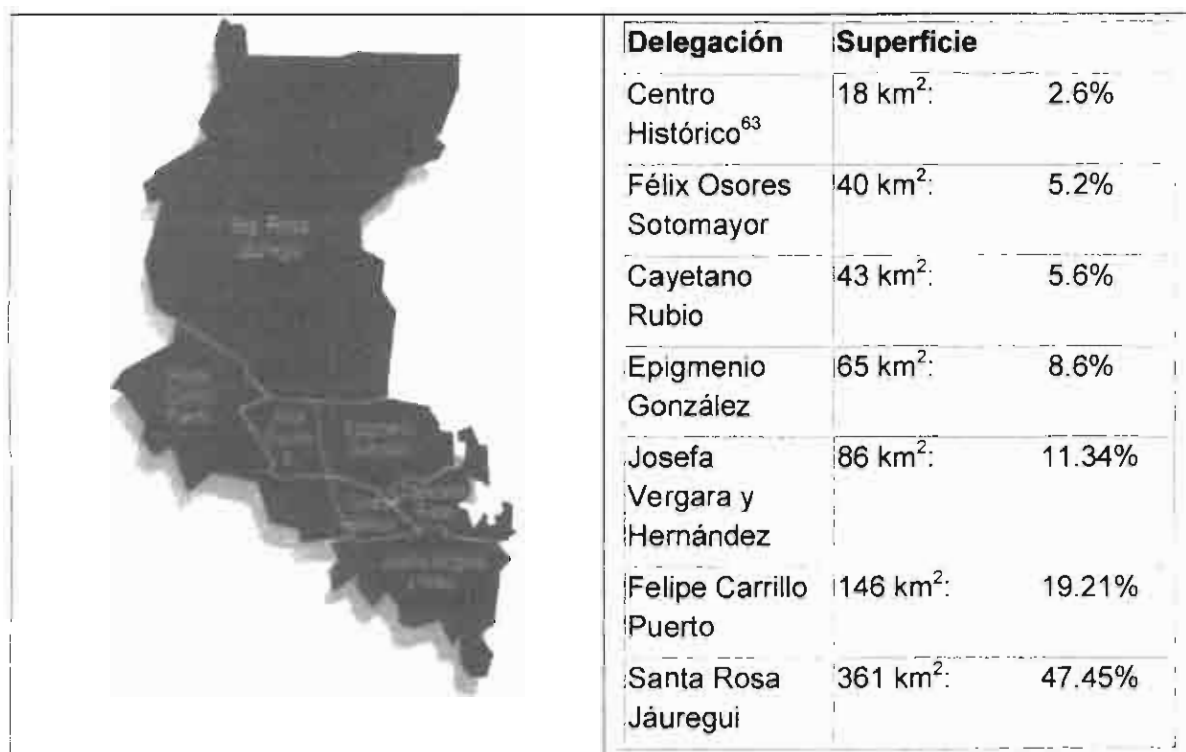 Delegación Superficie
Centro 18 km²: 2.6%
Histórico⁶³
Félix Osores 40 km²: 5.2%
Sotomayor
Cayetano 43 km²: 5.6%
Rubio
Epigmenio 65 km²: 8.6%
González
Josefa 86 km²: 11.34%
Vergara y
Hernández
Felipe Carrillo 146 km²: 19.21%
Puerto
Santa Rosa 361 km²: 47.45%
Jáuregui